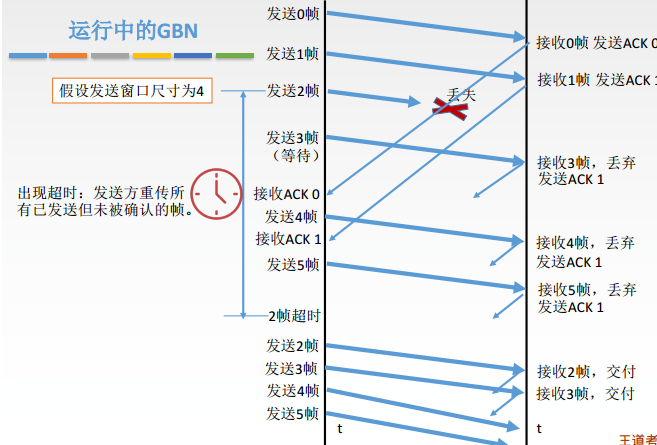 运行中的GBN
假设发送窗口尺寸为4
出现超时：发送方重传所
有已发送但未被确认的帧。
发送0帧
发送1帧
发送2帧
发送3帧
（等待）
接收ACK 0
发送4帧
接收ACK 1
发送5帧
2帧超时
发送2帧
发送3帧
发送4帧
发送5帧
丢失
t
接收0帧 发送ACK 0
接收1帧 发送ACK 1
接收3帧，丢弃
发送ACK 1
接收4帧，丢弃
发送ACK 1
接收5帧，丢弃
发送ACK 1
接收2帧，交付
接收3帧，交付
t
王道考